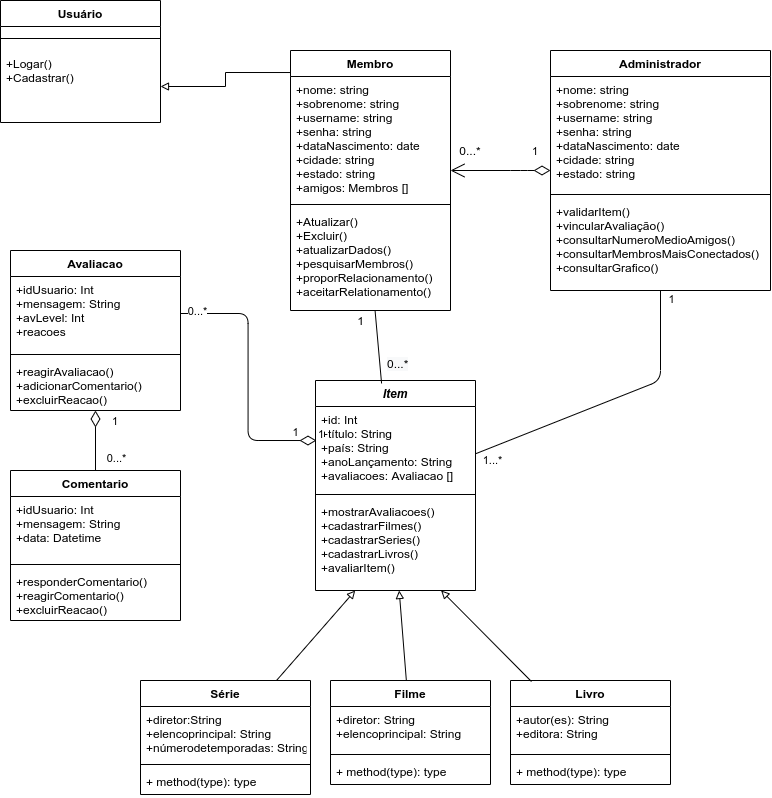 Usuário
+Logar()
+Cadastrar()
Membro
+nome: string
+sobrenome: string
+username: string
+senha: string
+dataNascimento: date
+cidade: string
+estado: string
+amigos: Membros []
+Atualizar()
+Excluir()
+atualizarDados()
+pesquisarMembros()
+proporRelacionamento()
+aceitarRelationamento()
Administrador
+nome: string
+sobrenome: string
+username: string
+senha: string
+dataNascimento: date
+cidade: string
+estado: string
+validarItem()
+vincularAvaliação()
+consultarNumeroMedioAmigos()
+consultarMembrosMaisConectados()
+consultarGrafico()
0...*
1
Avaliacao
+idUsuario: Int
+mensagem: String
+avLevel: Int
+reacoes
+reagirAvaliacao()
+adicionarComentario()
+excluirReacao()
0...*
1
0...*
1
1...*
1
0...*
Comentario
+idUsuario: Int
+mensagem: String
+data: Datetime
+responderComentario()
+reagirComentario()
+excluirReacao()
1
1
Item
+id: Int
+título: String
+país: String
+anoLançamento: String
+avaliacoes: Avaliacao []
+mostrarAvaliacoes()
+cadastrarFilmes()
+cadastrarSeries()
+cadastrarLivros()
+avaliarItem()
Série
+diretor:String
+elencoprincipal: String
+númerodetemporadas: String
+ method(type): type
Filme
+diretor: String
+elencoprincipal: String
+ method(type): type
Livro
+autor(es): String
+editora: String
+ method(type): type